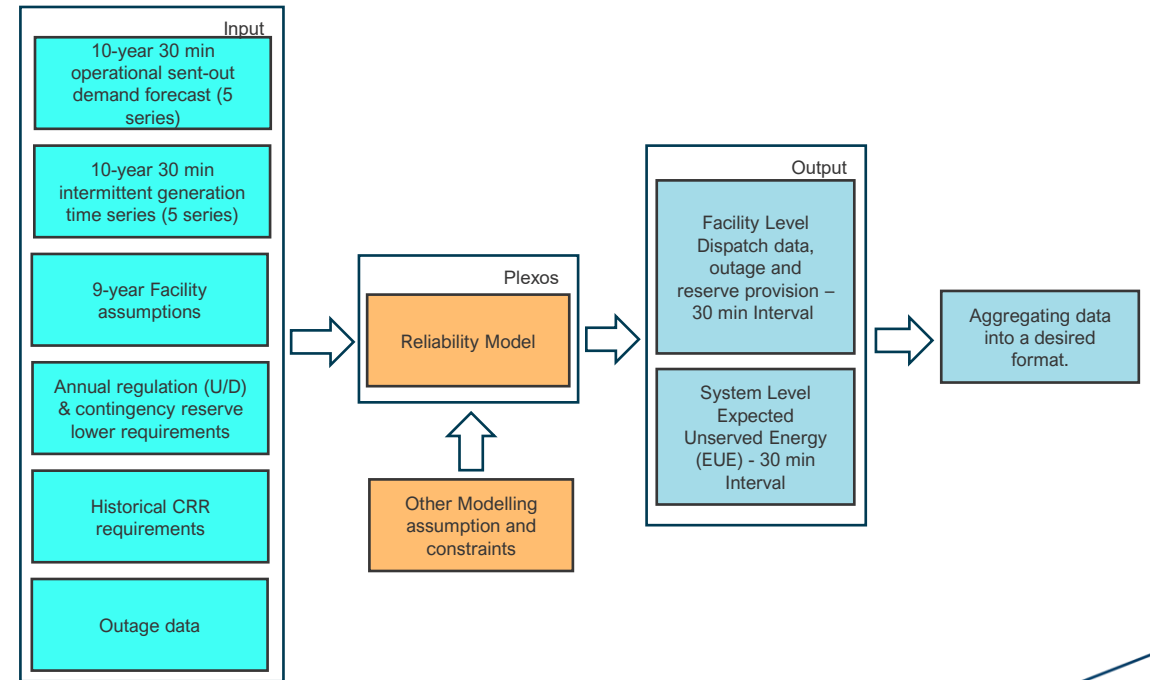 Input
10-year 30 min
operational sent-out
demand forecast (5
series)
10-year 30 min
intermittent generation
time series (5 series)
9-year Facility
assumptions
Annual regulation (U/D)
& contingency reserve
lower requirements
Historical CRR
requirements
Outage data
Plexos
Reliability Model
Other Modelling
assumption and
constraints
Output
Facility Level
Dispatch data,
outage and
reserve provision –
30 min Interval
System Level
Expected
Unserved Energy
(EUE) - 30 min
Interval
Aggregating data
into a desired
format.